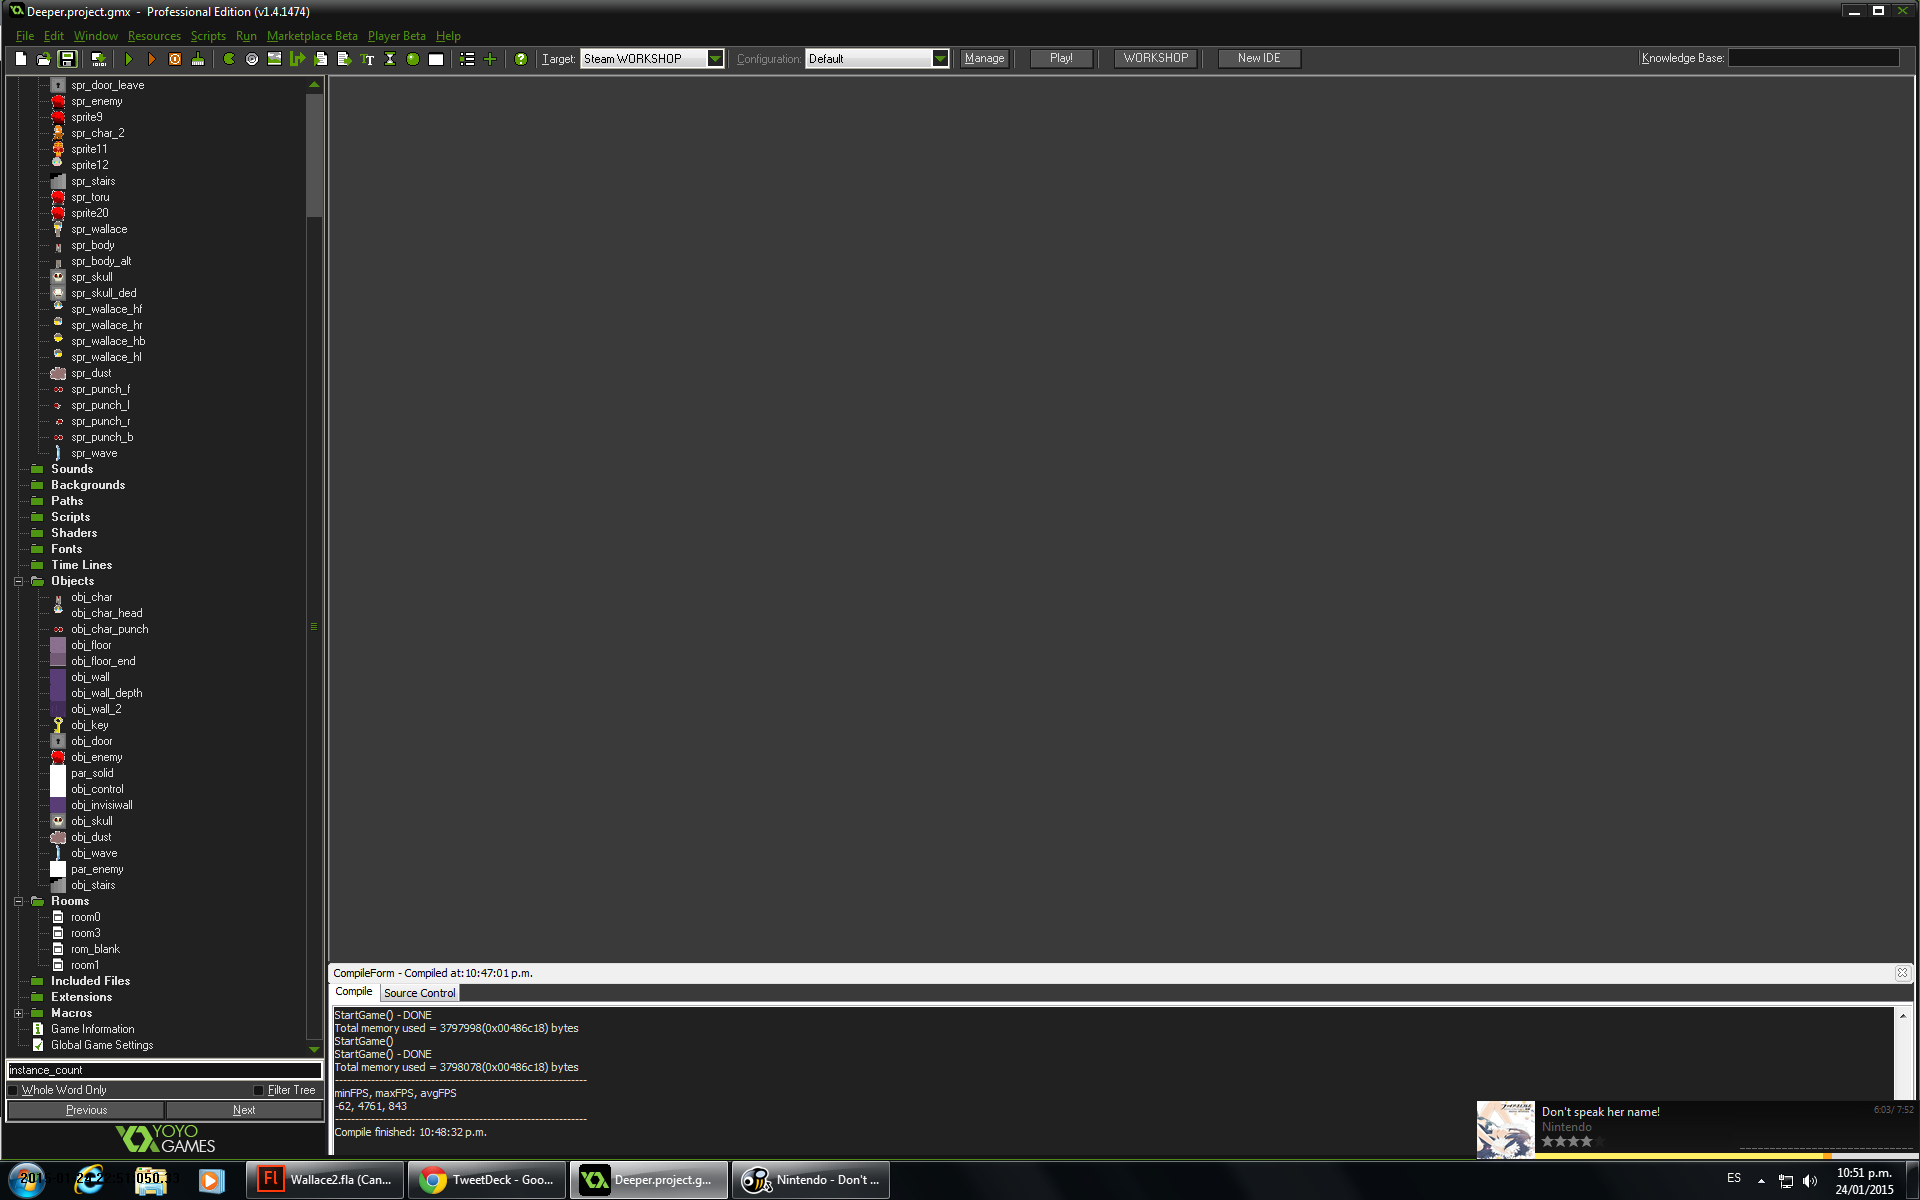 Deeper.project.gmx - Professional Edition (v1.4.1474)
File Edit Window Resources Scripts Run Marketplace Beta Player Beta Help
Target: Steam WORKSHOP Configuration: Default Manage Play! WORKSHOP New IDE Knowledge Base:
spr_door_leave
spr_enemy
sprite9
spr_char_2
sprite11
sprite12
spr_stairs
spr_toru
sprite20
spr_wallace
spr_body
spr_body_alt
spr_skull
spr_skull_ded
spr_wallace_hf
spr_wallace_hr
spr_wallace_hb
spr_wallace_hl
spr_dust
spr_punch_f
spr_punch_l
spr_punch_r
spr_punch_b
spr_wave
Sounds
Backgrounds
Paths
Scripts
Shaders
Fonts
Time Lines
Objects
obj_char
obj_char_head
obj_char_punch
obj_floor
obj_floor_end
obj_wall
obj_wall_depth
obj_wall_2
obj_key
obj_door
obj_enemy
par_solid
obj_control
obj_invisiwall
obj_skull
obj_dust
obj_wave
par_enemy
obj_stairs
Rooms
room0
room3
rom_blank
room1
Included Files
Extensions
Macros
Game Information
Global Game Settings
instance_count
Whole Word Only Filter Tree
Previous Next
YOYO
GAMES
CompileForm - Compiled at:10:47:01 p.m.
Compile Source Control
StartGame() - DONE
Total memory used = 3797998(0x00486c18) bytes
StartGame()
StartGame() - DONE
Total memory used = 3798078(0x00486c18) bytes
minFPS, maxFPS, avgFPS
-62, 4761, 843
Compile finished: 10:48:32 p.m.
Don't speak her name! 6:03/ 7:52
Nintendo
Fl Wallace2.fla (Can... TweetDeck - Goo... Deeper.project.g... Nintendo - Don't ...
ES 10:51 p.m.
24/01/2015